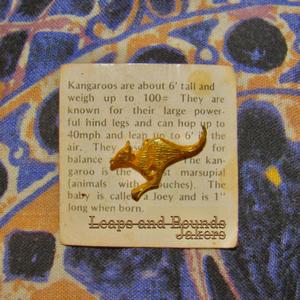 Kangaroos are about 6' tall and
weigh up to 100# They are
known for their large power-
ful hind legs and can hop up to
40mph and leap up to 6' in the
air. They for
balance The kan-
garoo is the st marsupial
(animals with pouches). The
baby is called a Joey and is 1"
long when born.
Leaps and Bounds
Jakers